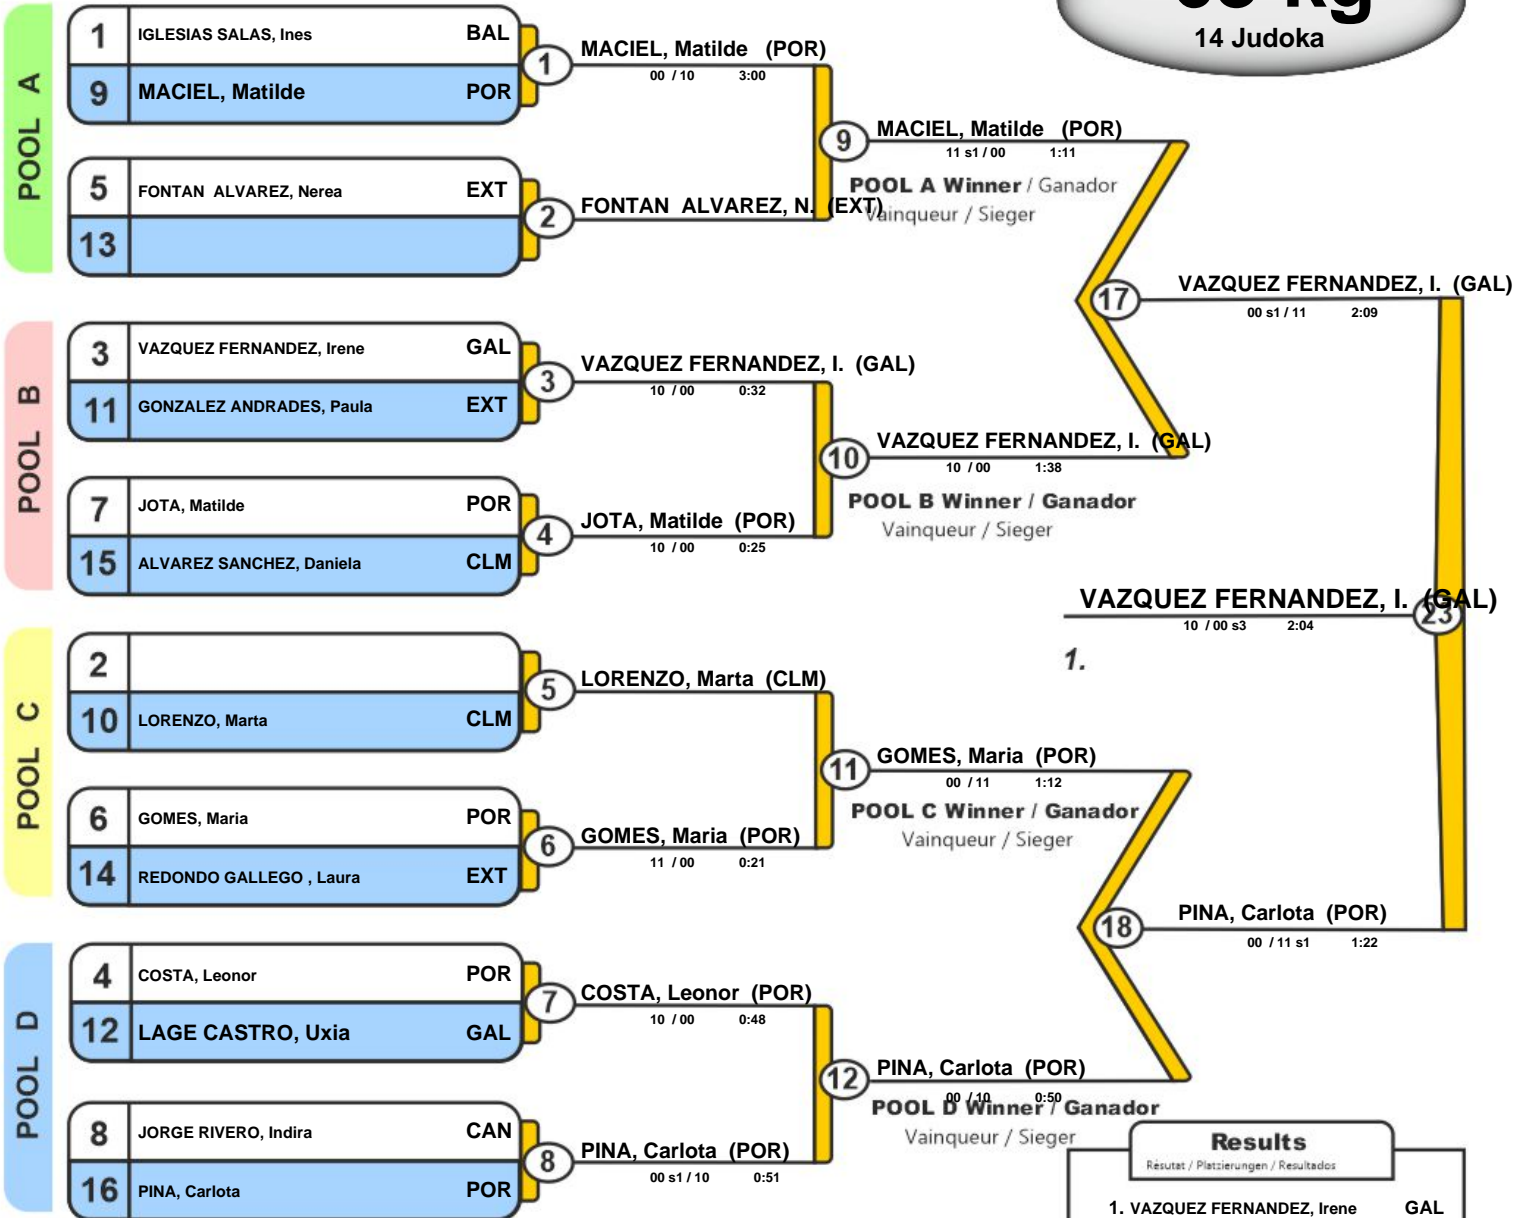 14 Judoka
POOL A
1 IGLESIAS SALAS, Ines BAL
9 MACIEL, Matilde POR
1 MACIEL, Matilde (POR)
00 / 10 3:00
5 FONTAN ALVAREZ, Nerea EXT
13
2 FONTAN ALVAREZ, N. (EXT)
9 MACIEL, Matilde (POR)
11 s1 / 00 1:11
POOL A Winner / Ganador
Vainqueur / Sieger
POOL B
3 VAZQUEZ FERNANDEZ, Irene GAL
11 GONZALEZ ANDRADES, Paula EXT
3 VAZQUEZ FERNANDEZ, I. (GAL)
10 / 00 0:32
7 JOTA, Matilde POR
15 ALVAREZ SANCHEZ, Daniela CLM
4 JOTA, Matilde (POR)
10 / 00 0:25
10 VAZQUEZ FERNANDEZ, I. (GAL)
10 / 00 1:38
POOL B Winner / Ganador
Vainqueur / Sieger
17 VAZQUEZ FERNANDEZ, I. (GAL)
00 s1 / 11 2:09
POOL C
2
10 LORENZO, Marta CLM
5 LORENZO, Marta (CLM)
6 GOMES, Maria POR
14 REDONDO GALLEGO , Laura EXT
6 GOMES, Maria (POR)
11 / 00 0:21
11 GOMES, Maria (POR)
00 / 11 1:12
POOL C Winner / Ganador
Vainqueur / Sieger
POOL D
4 COSTA, Leonor POR
12 LAGE CASTRO, Uxia GAL
7 COSTA, Leonor (POR)
10 / 00 0:48
8 JORGE RIVERO, Indira CAN
16 PINA, Carlota POR
8 PINA, Carlota (POR)
00 s1 / 10 0:51
12 PINA, Carlota (POR)
00 / 10 0:50
POOL D Winner / Ganador
Vainqueur / Sieger
18 PINA, Carlota (POR)
00 / 11 s1 1:22
VAZQUEZ FERNANDEZ, I. (GAL)
23
10 / 00 s3 2:04
1.
Results
Résutat / Platzierungen / Resultados
1. VAZQUEZ FERNANDEZ, Irene GAL